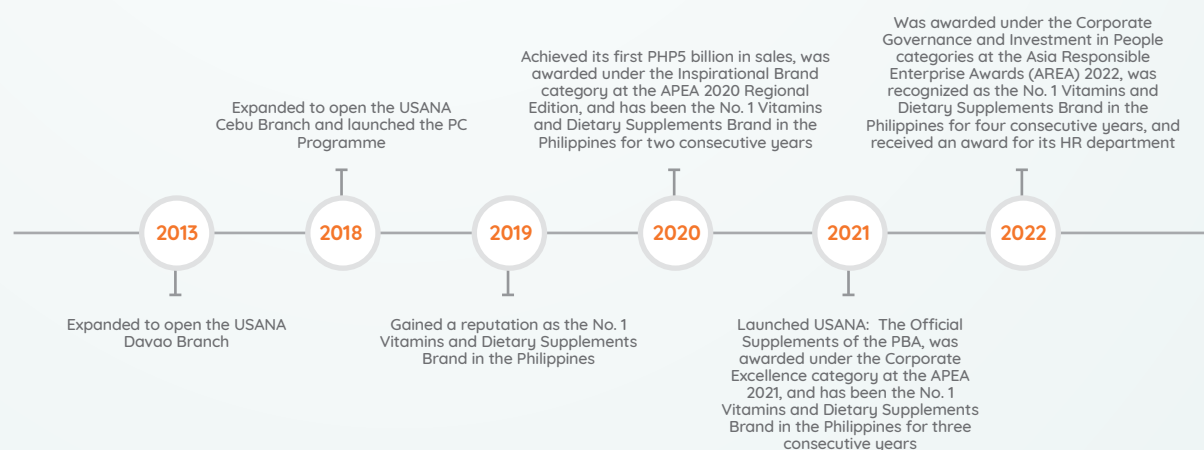 2013
Expanded to open the USANA
Davao Branch
Expanded to open the USANA
Cebu Branch and launched the PC
Programme
2018
2019
Gained a reputation as the No. 1
Vitamins and Dietary Supplements
Brand in the Philippines
Achieved its first PHP5 billion in sales, was
awarded under the Inspirational Brand
category at the APEA 2020 Regional
Edition, and has been the No. 1 Vitamins
and Dietary Supplements Brand in the
Philippines for two consecutive years
2020
2021
Launched USANA:  The Official
Supplements of the PBA, was
awarded under the Corporate
Excellence category at the APEA
2021, and has been the No. 1
Vitamins and Dietary Supplements
Brand in the Philippines for three
consecutive years
Was awarded under the Corporate
Governance and Investment in People
categories at the Asia Responsible
Enterprise Awards (AREA) 2022, was
recognized as the No. 1 Vitamins and
Dietary Supplements Brand in the
Philippines for four consecutive years, and
received an award for its HR department
2022